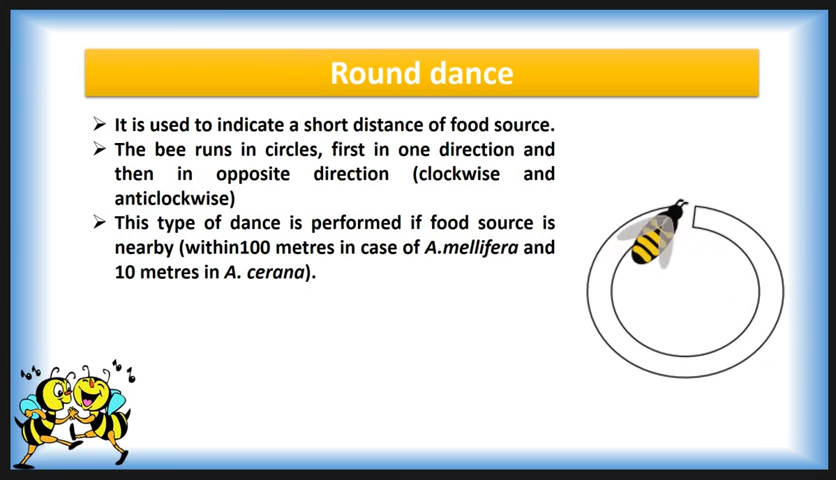 Round dance
➢ It is used to indicate a short distance of food source.
➢ The bee runs in circles, first in one direction and
then in opposite direction (clockwise and
anticlockwise)
➢ This type of dance is performed if food source is
nearby (within100 metres in case of A.mellifera and
10 metres in A. cerana).